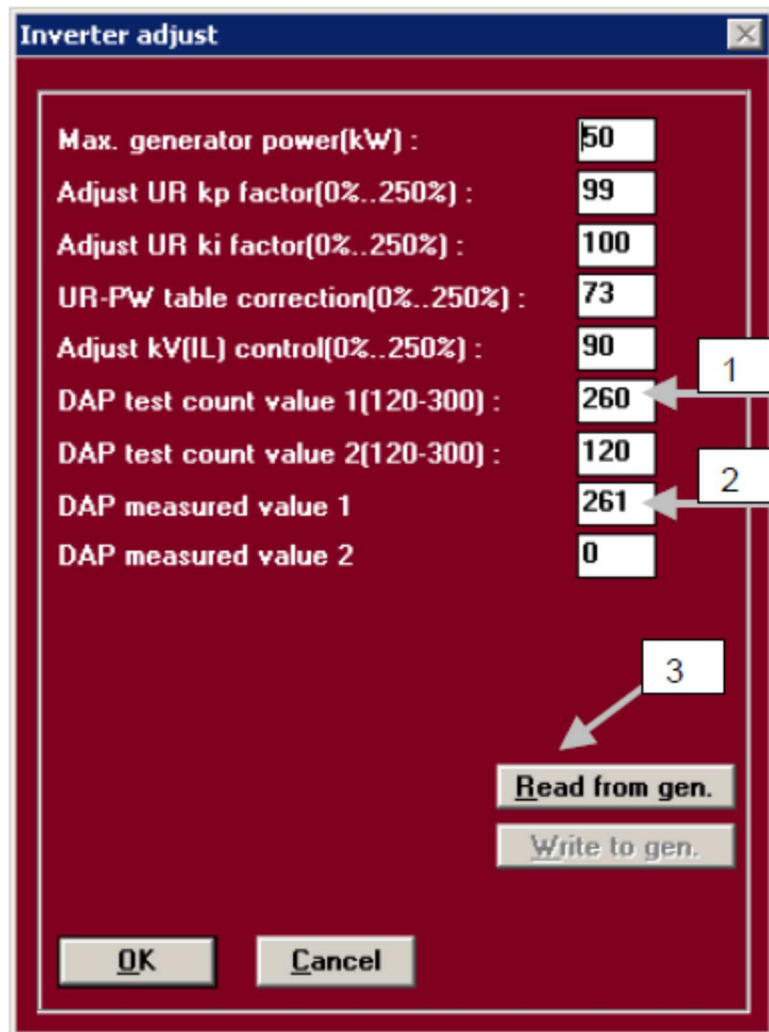 Inverter adjust
Max. generator power(kW) : 50
Adjust UR kp factor(0%..250%) : 99
Adjust UR ki factor(0%..250%) : 100
UR-PW table correction(0%..250%) : 73
Adjust kV(IL) control(0%..250%) : 90
1
DAP test count value 1(120-300) : 260
DAP test count value 2(120-300) : 120
2
DAP measured value 1 261
DAP measured value 2 0
3
Read from gen.
Write to gen.
OK Cancel